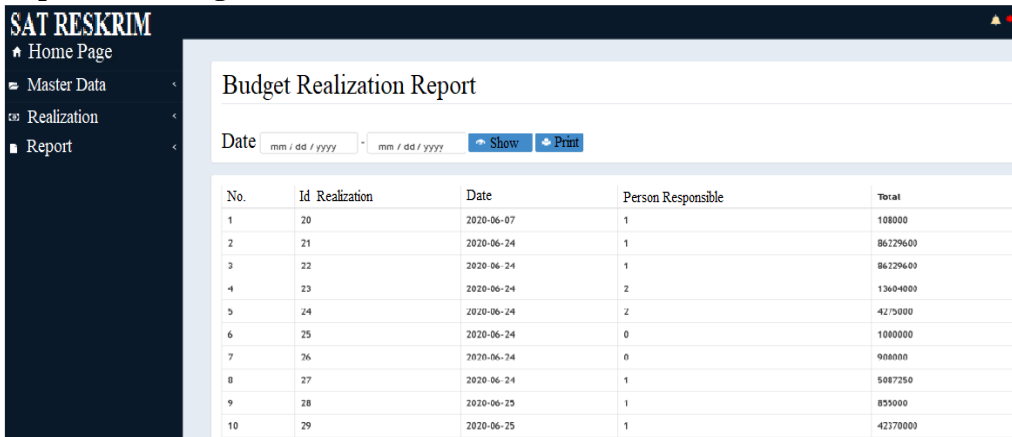 SAT RESKRIM
Home Page
Master Data
Realization
Report
Budget Realization Report
Date mm / dd / yyyy - mm / dd / yyyy Show Print
No. Id Realization Date Person Responsible Total
1 20 2020-06-07 1 108000
2 21 2020-06-24 1 86229600
3 22 2020-06-24 1 86229600
4 23 2020-06-24 2 13604000
5 24 2020-06-24 2 4275000
6 25 2020-06-24 0 1000000
7 26 2020-06-24 0 900000
8 27 2020-06-24 1 5087250
9 28 2020-06-25 1 855000
10 29 2020-06-25 1 42370000